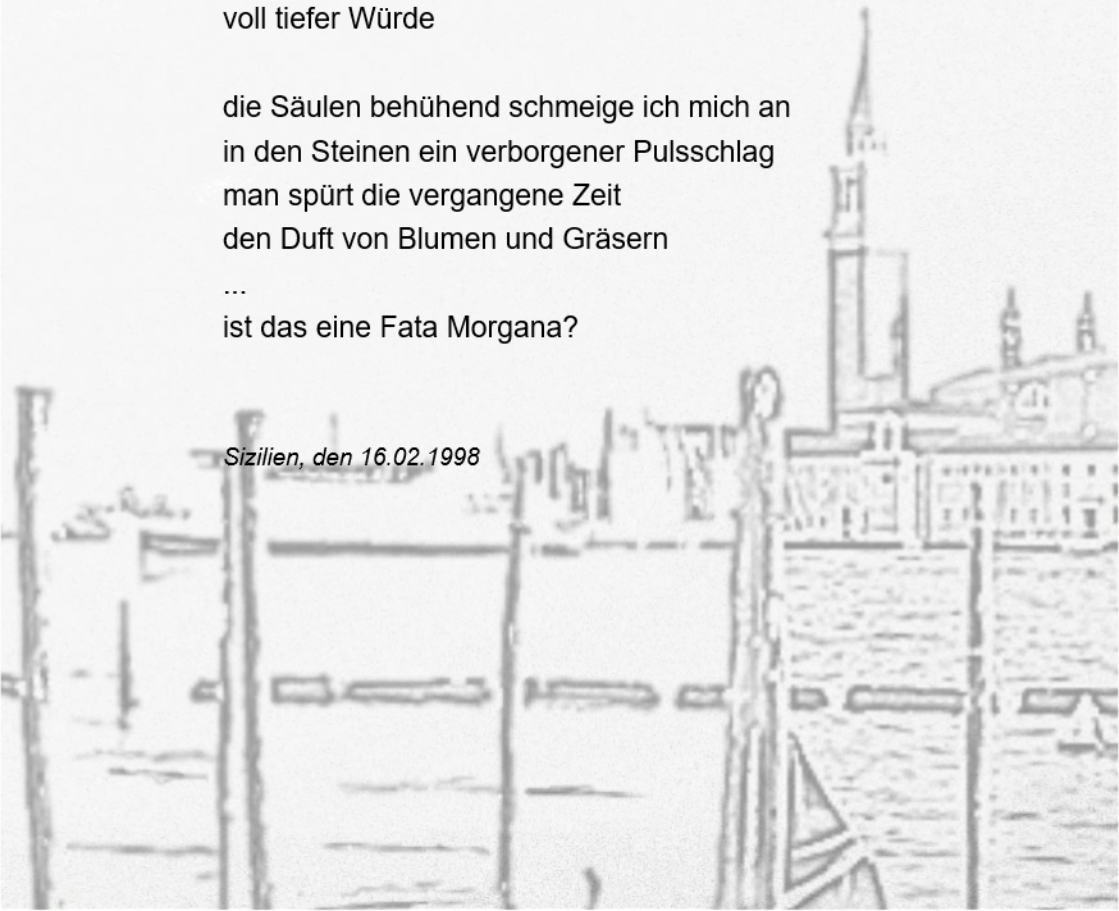 voll tiefer Würde
die Säulen behühend schmeige ich mich an
in den Steinen ein verborgener Pulsschlag
man spürt die vergangene Zeit
den Duft von Blumen und Gräsern
...
ist das eine Fata Morgana?
Sizilien, den 16.02.1998